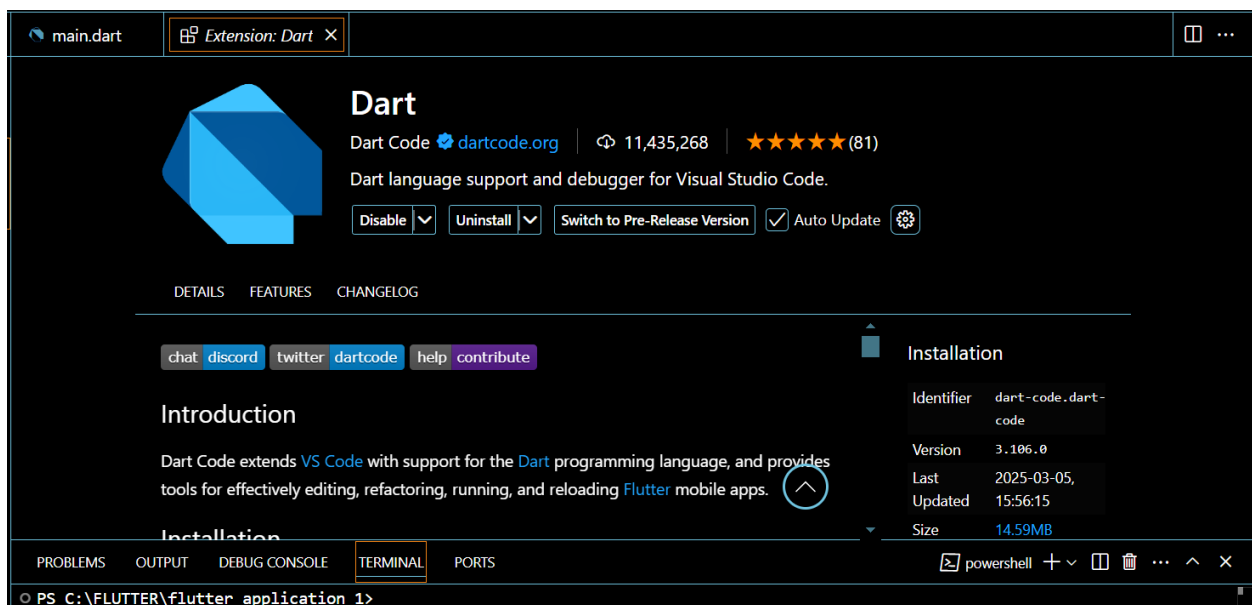 main.dart
Extension: Dart
Dart
Dart Code dartcode.org 11,435,268 (81)
Dart language support and debugger for Visual Studio Code.
Disable Uninstall Switch to Pre-Release Version Auto Update
DETAILS FEATURES CHANGELOG
chat discord twitter dartcode help contribute
Introduction
Dart Code extends VS Code with support for the Dart programming language, and provides
tools for effectively editing, refactoring, running, and reloading Flutter mobile apps.
Installation
Installation
Identifier dart-code.dart-
code
Version 3.106.0
Last 2025-03-05,
Updated 15:56:15
Size 14.59MB
PROBLEMS OUTPUT DEBUG CONSOLE TERMINAL PORTS powershell
PS C:\FLUTTER\flutter_application_1>